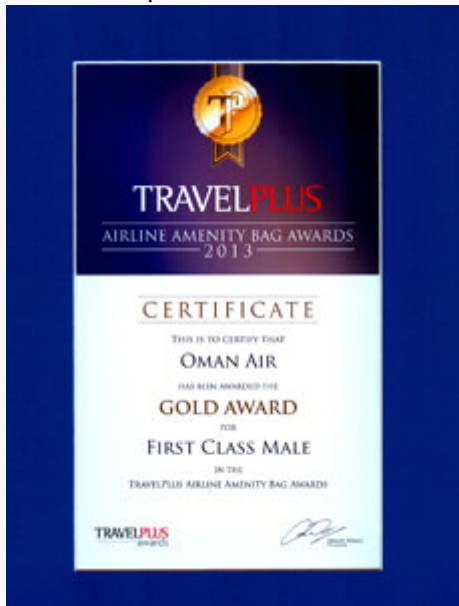 TP
TRAVELPLUS
AIRLINE AMENITY BAG AWARDS
2013
CERTIFICATE
THIS IS TO CERTIFY THAT
OMAN AIR
HAS BEEN AWARDED THE
GOLD AWARD
FOR
FIRST CLASS MALE
IN THE
TRAVELPLUS AIRLINE AMENITY BAG AWARDS
TRAVELPLUS
awards